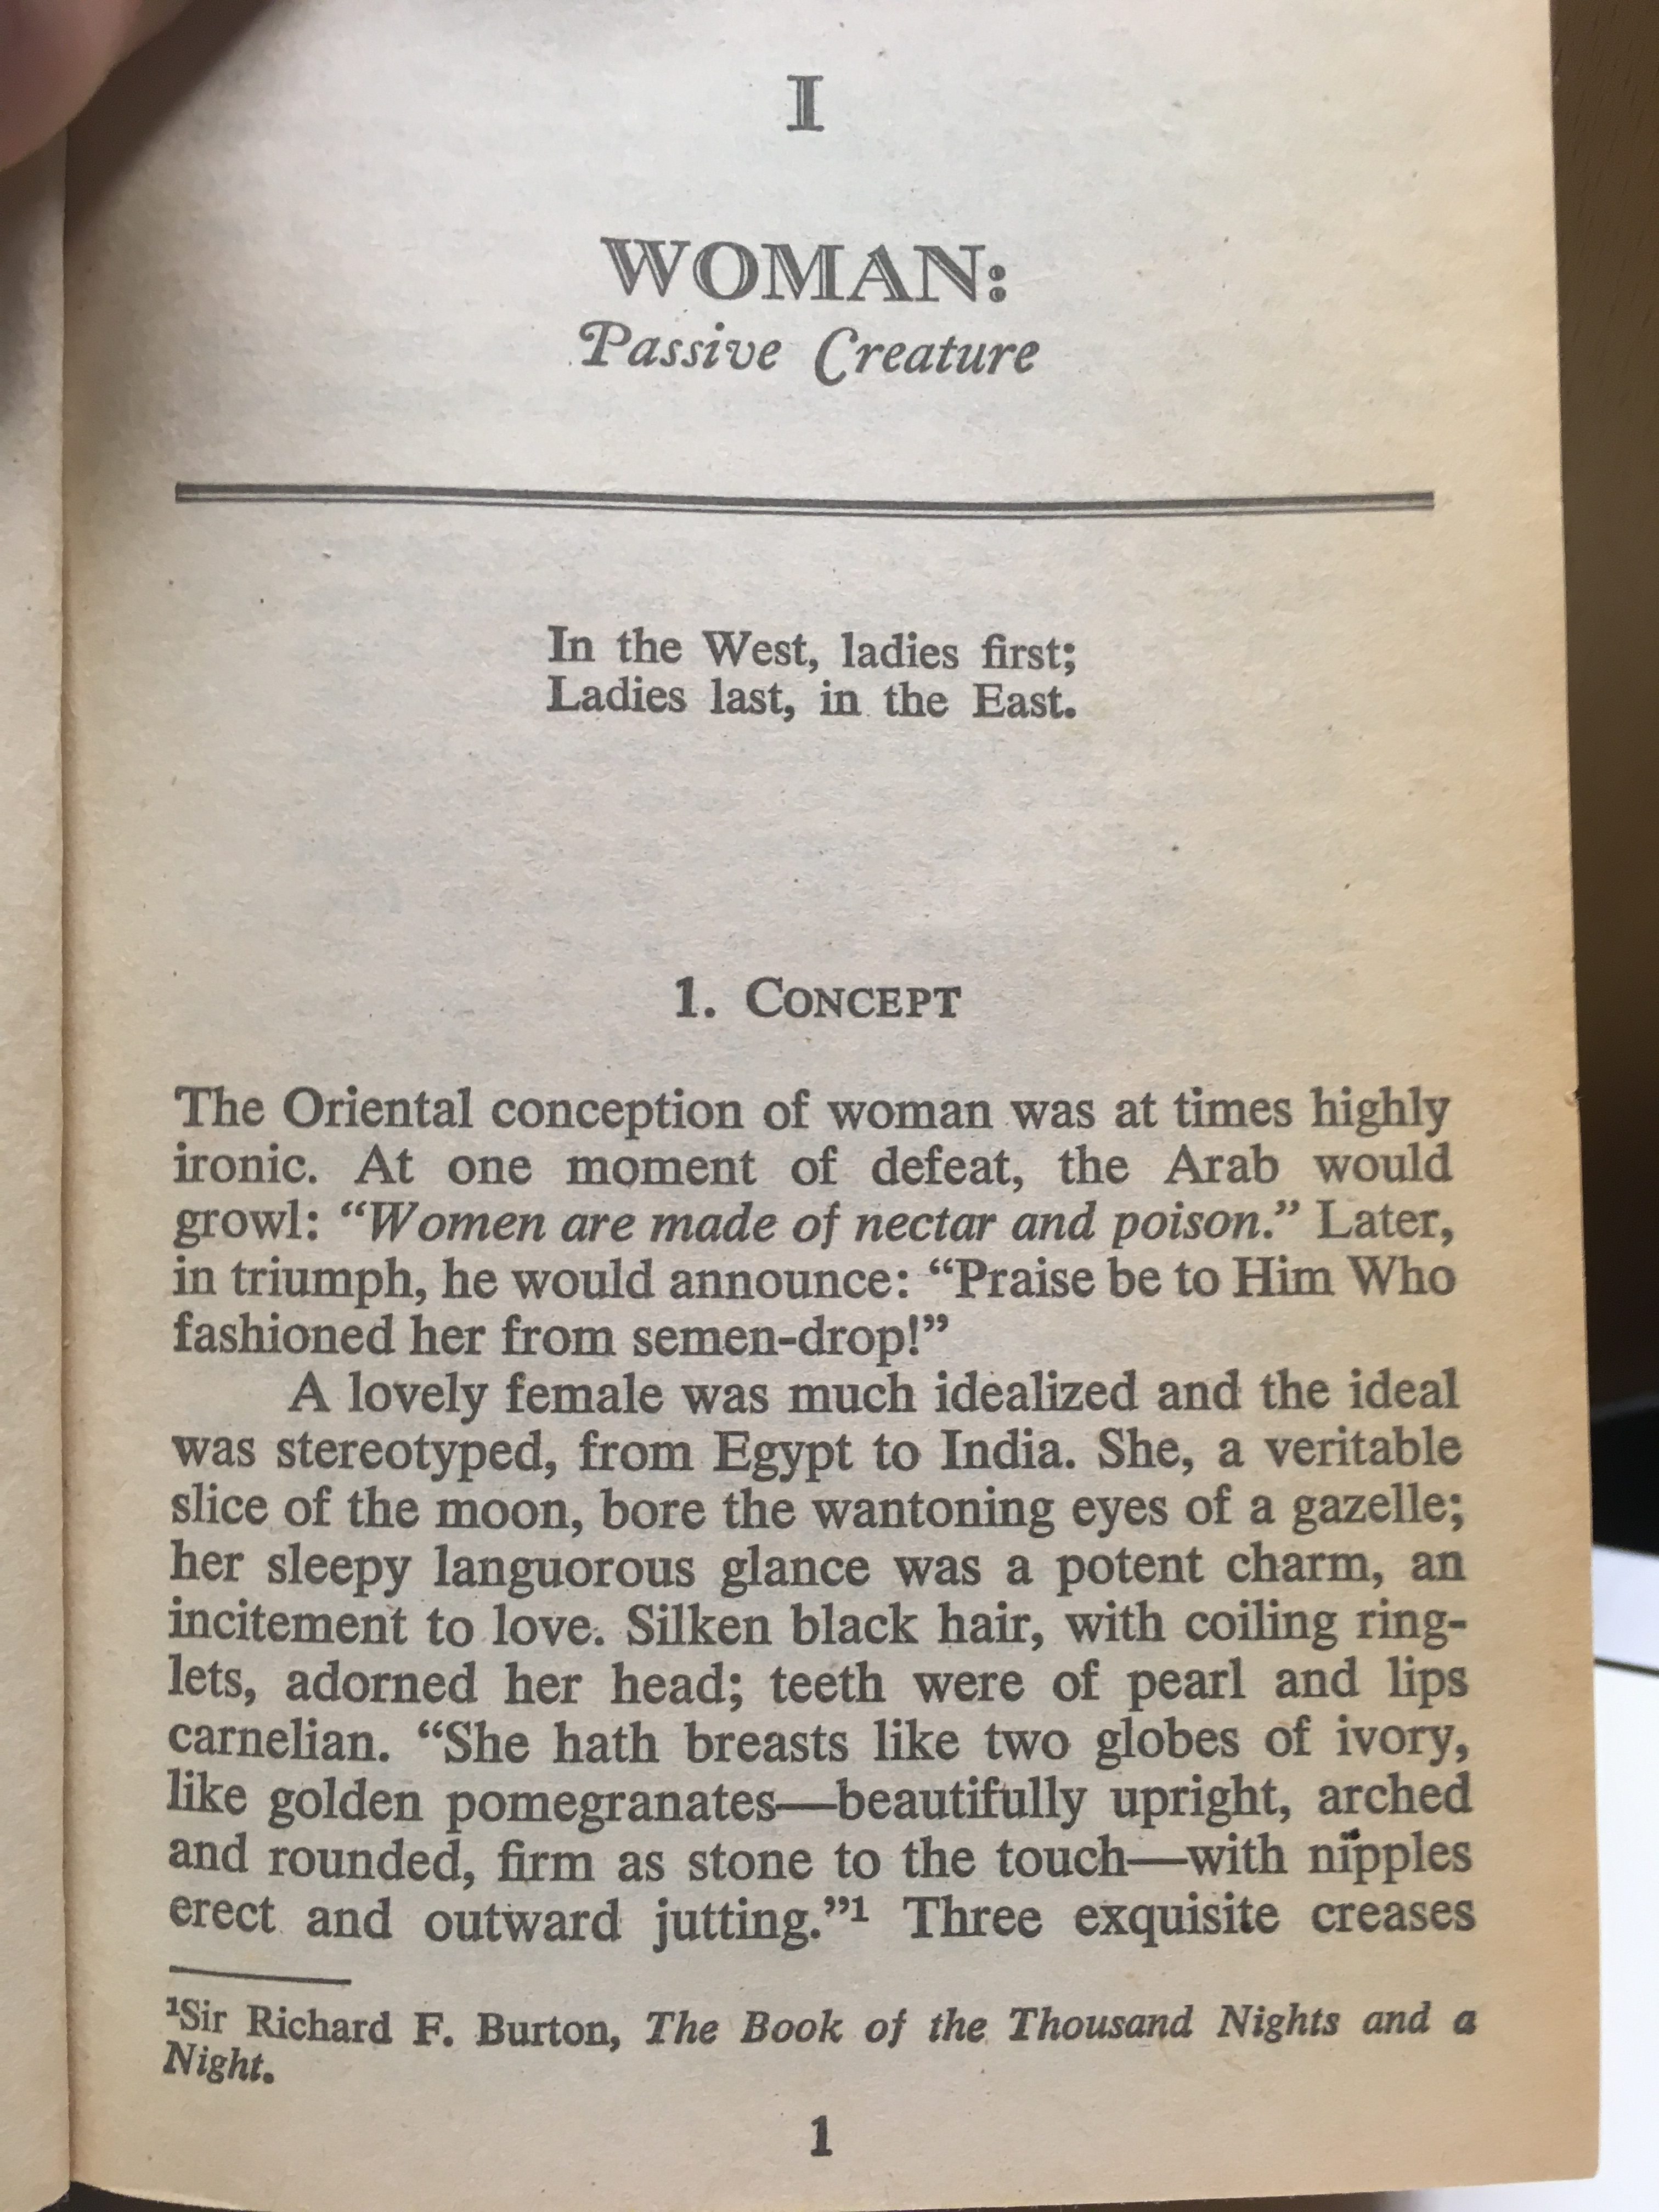 I
WOMAN:
Passive Creature
In the West, ladies first;
Ladies last, in the East.
1. CONCEPT
The Oriental conception of woman was at times highly
ironic. At one moment of defeat, the Arab would
growl: “Women are made of nectar and poison.” Later,
in triumph, he would announce: “Praise be to Him Who
fashioned her from semen-drop!”
A lovely female was much idealized and the ideal
was stereotyped, from Egypt to India. She, a veritable
slice of the moon, bore the wantoning eyes of a gazelle;
her sleepy languorous glance was a potent charm, an
incitement to love. Silken black hair, with coiling ring-
lets, adorned her head; teeth were of pearl and lips
carnelian. “She hath breasts like two globes of ivory,
like golden pomegranates—beautifully upright, arched
and rounded, firm as stone to the touch—with nipples
erect and outward jutting.”¹ Three exquisite creases
¹Sir Richard F. Burton, The Book of the Thousand Nights and a
Night.
1